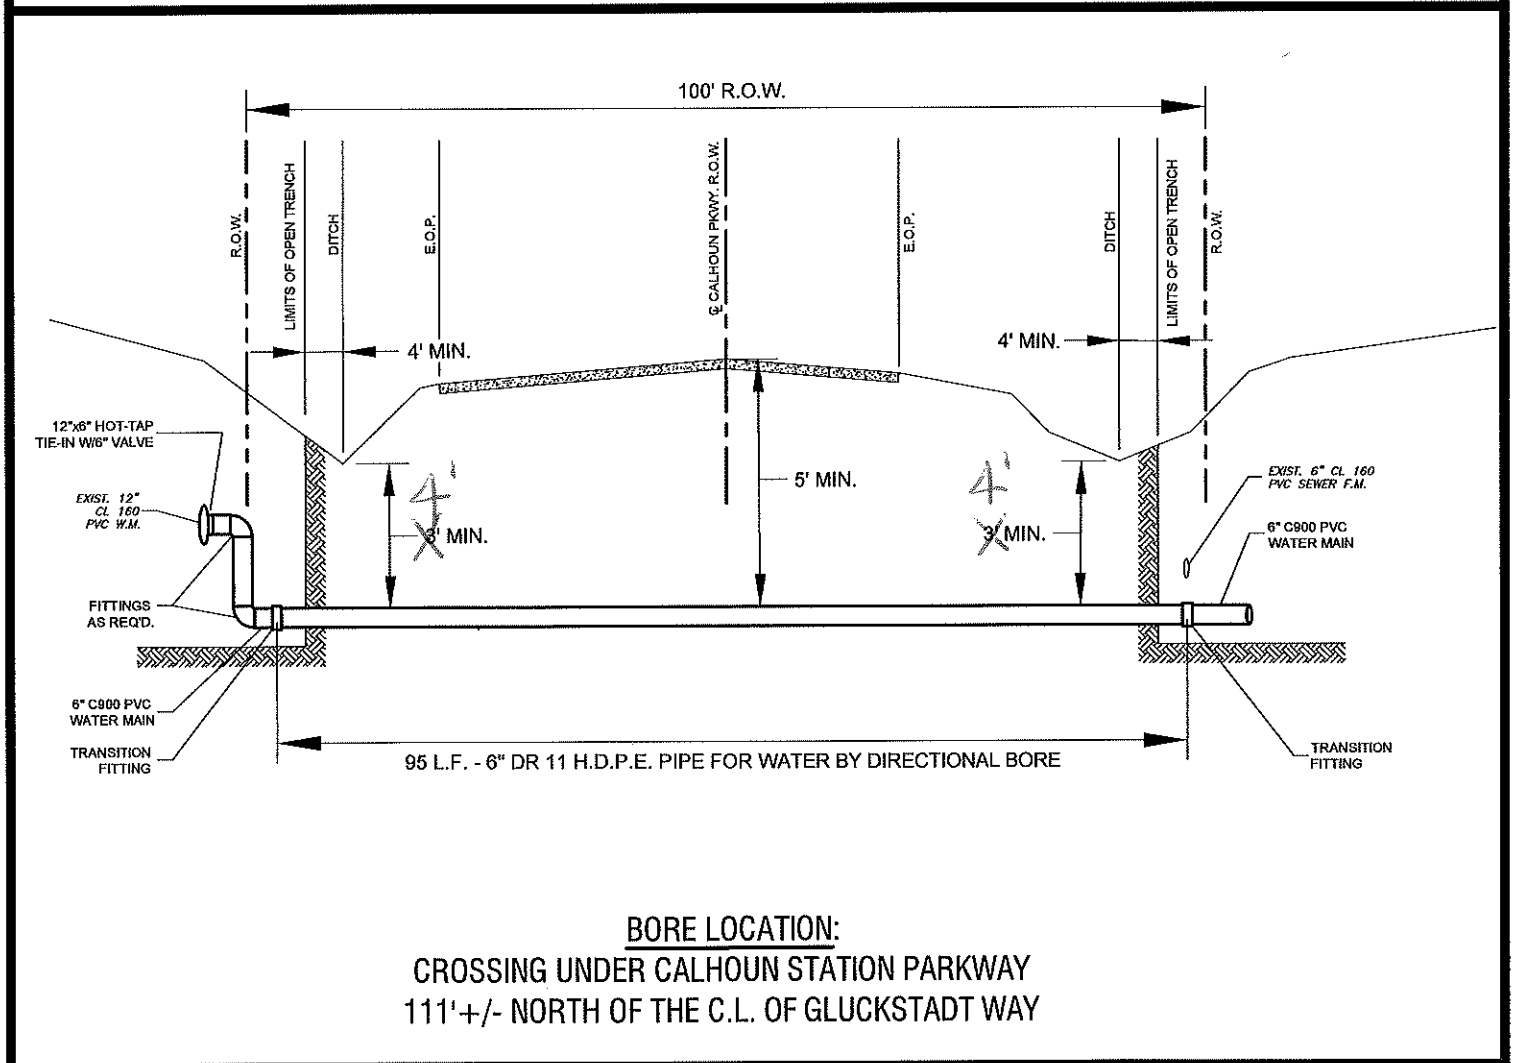 100' R.O.W.
R.O.W.
LIMITS OF OPEN TRENCH
DITCH
E.O.P.
℄ CALHOUN PKWY. R.O.W.
E.O.P.
DITCH
LIMITS OF OPEN TRENCH
R.O.W.
4' MIN.
4' MIN.
12"x6" HOT-TAP
TIE-IN W/6" VALVE
EXIST. 12"
CL 160
PVC W.M.
4'
3' MIN.
5' MIN.
4'
3' MIN.
EXIST. 6" CL 160
PVC SEWER F.M.
6" C900 PVC
WATER MAIN
FITTINGS
AS REQ'D.
6" C900 PVC
WATER MAIN
TRANSITION
FITTING
95 L.F. - 6" DR 11 H.D.P.E. PIPE FOR WATER BY DIRECTIONAL BORE
TRANSITION
FITTING
BORE LOCATION:
CROSSING UNDER CALHOUN STATION PARKWAY
111'+/- NORTH OF THE C.L. OF GLUCKSTADT WAY